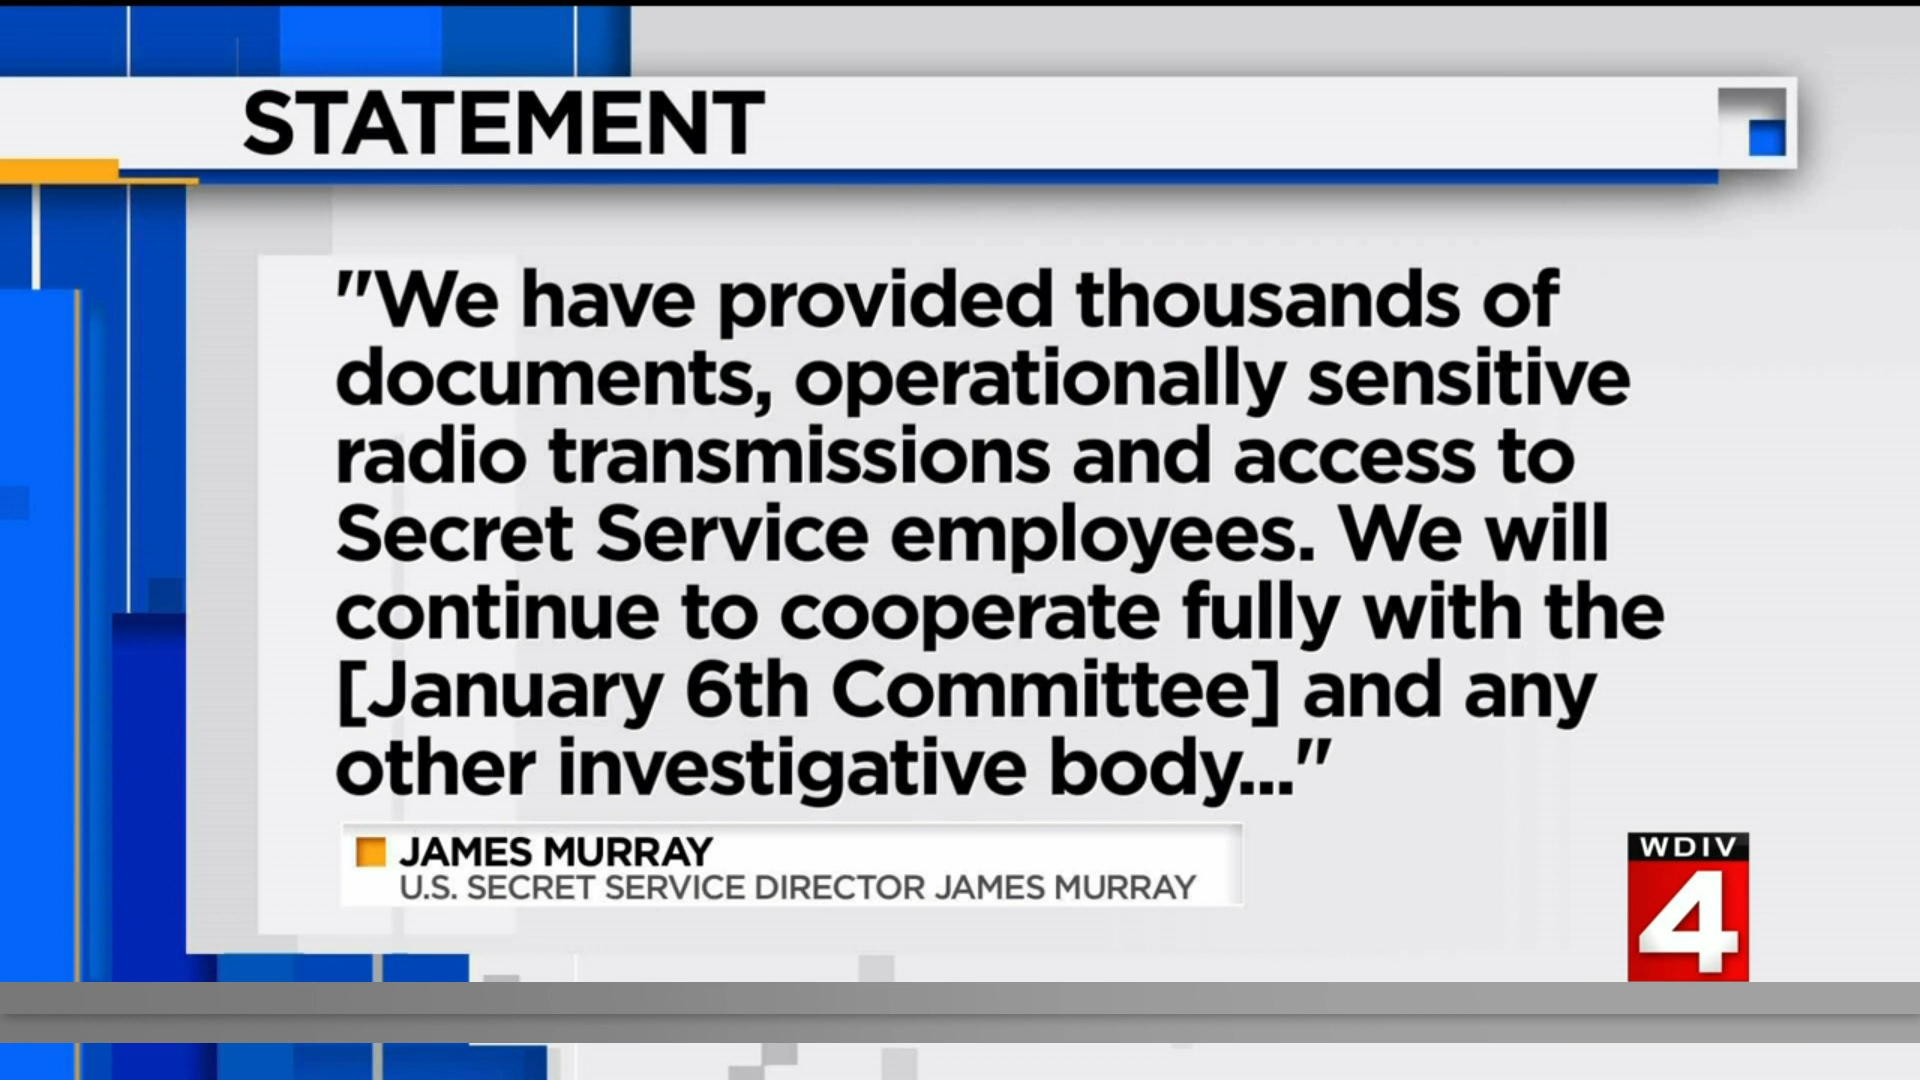 STATEMENT
"We have provided thousands of
documents, operationally sensitive
radio transmissions and access to
Secret Service employees. We will
continue to cooperate fully with the
[January 6th Committee] and any
other investigative body..."
JAMES MURRAY
U.S. SECRET SERVICE DIRECTOR JAMES MURRAY
WDIV
4